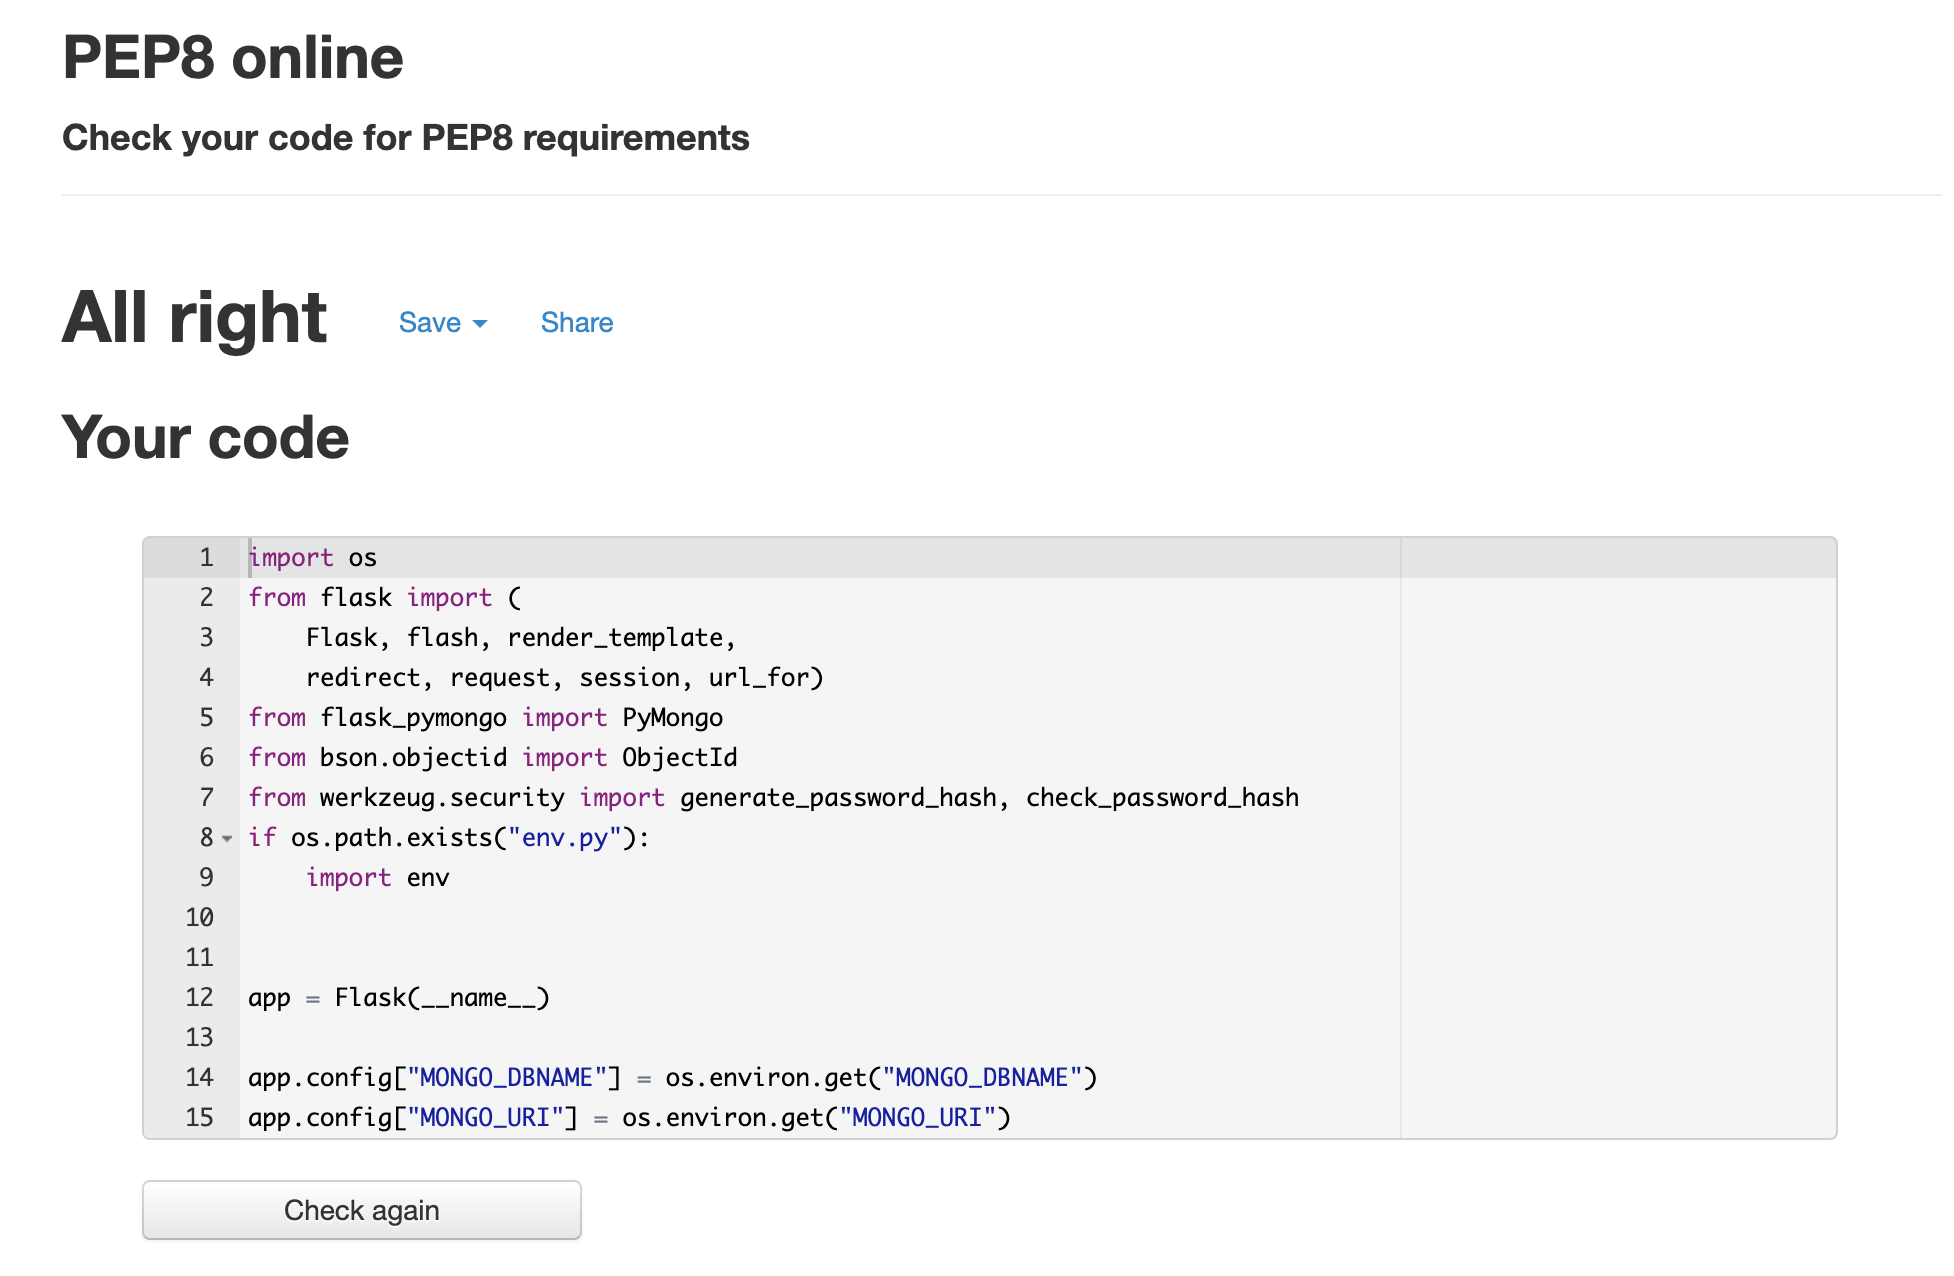 PEP8 online
Check your code for PEP8 requirements
All right Save Share
Your code
1 import os
2 from flask import (
3     Flask, flash, render_template,
4     redirect, request, session, url_for)
5 from flask_pymongo import PyMongo
6 from bson.objectid import ObjectId
7 from werkzeug.security import generate_password_hash, check_password_hash
8 if os.path.exists("env.py"):
9     import env
10
11
12 app = Flask(__name__)
13
14 app.config["MONGO_DBNAME"] = os.environ.get("MONGO_DBNAME")
15 app.config["MONGO_URI"] = os.environ.get("MONGO_URI")
Check again